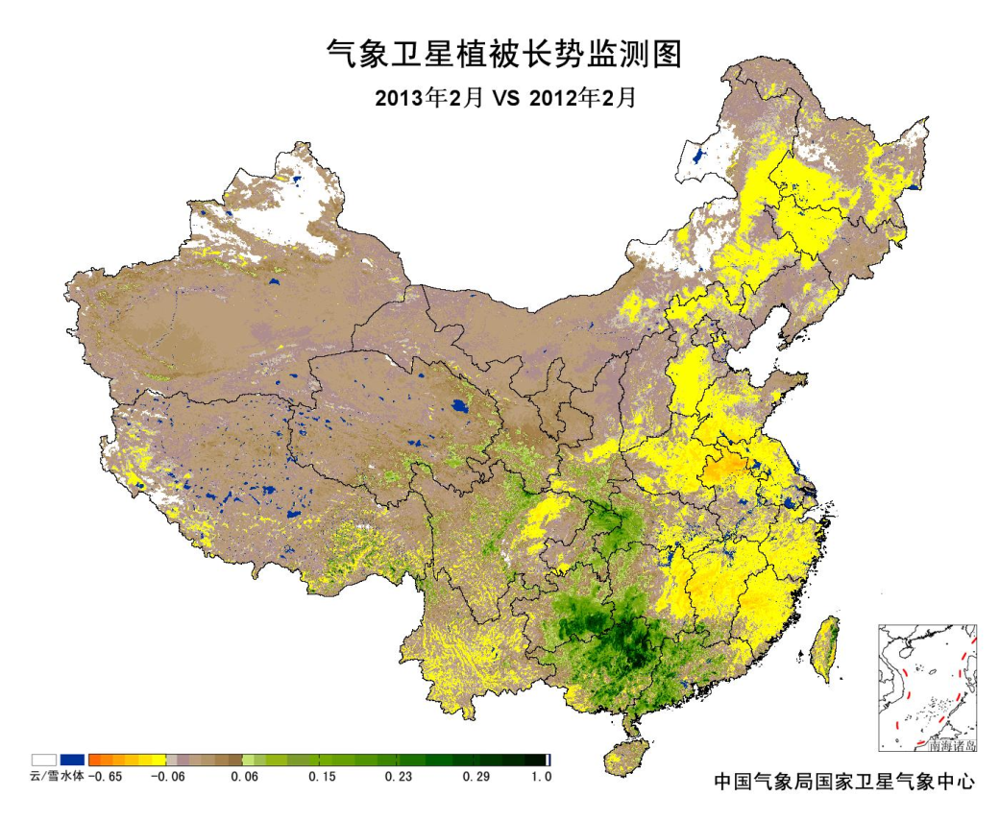 气象卫星植被长势监测图
2013年2月 VS 2012年2月
南海诸岛
云/雪 水体 -0.65 -0.06 0.06 0.15 0.23 0.29 1.0
中国气象局国家卫星气象中心